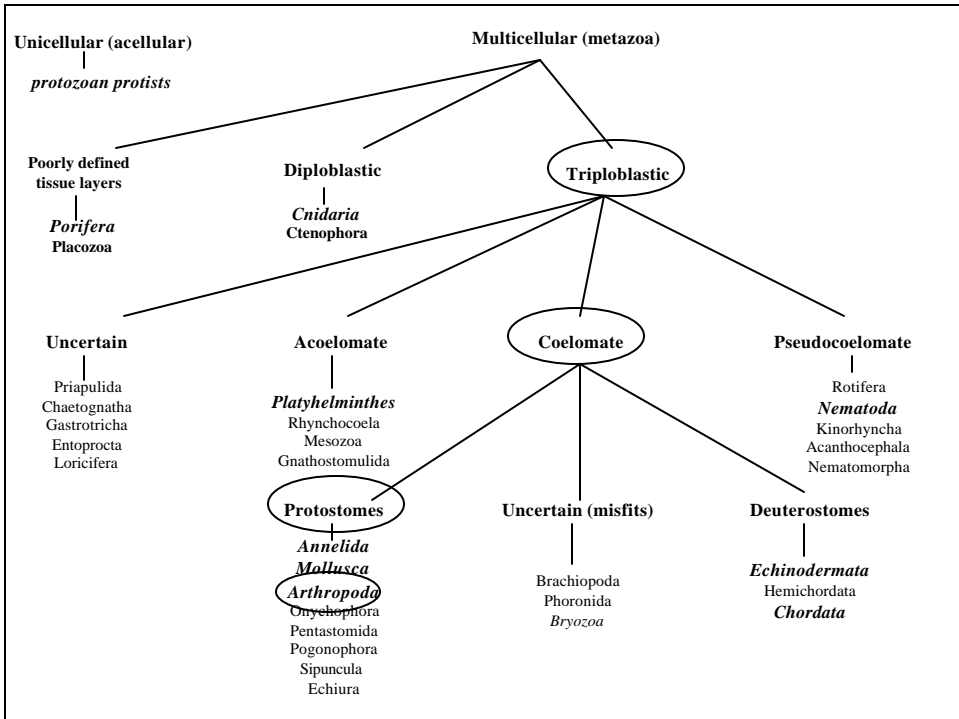 Unicellular (acellular)
protozoan protists
Multicellular (metazoa)
Poorly defined
tissue layers
Porifera
Placozoa
Diploblastic
Cnidaria
Ctenophora
Triploblastic
Uncertain
Priapulida
Chaetognatha
Gastrotricha
Entoprocta
Loricifera
Acoelomate
Platyhelminthes
Rhynchocoela
Mesozoa
Gnathostomulida
Coelomate
Pseudocoelomate
Rotifera
Nematoda
Kinorhyncha
Acanthocephala
Nematomorpha
Protostomes
Annelida
Mollusca
Arthropoda
Onychophora
Pentastomida
Pogonophora
Sipuncula
Echiura
Uncertain (misfits)
Brachiopoda
Phoronida
Bryozoa
Deuterostomes
Echinodermata
Hemichordata
Chordata